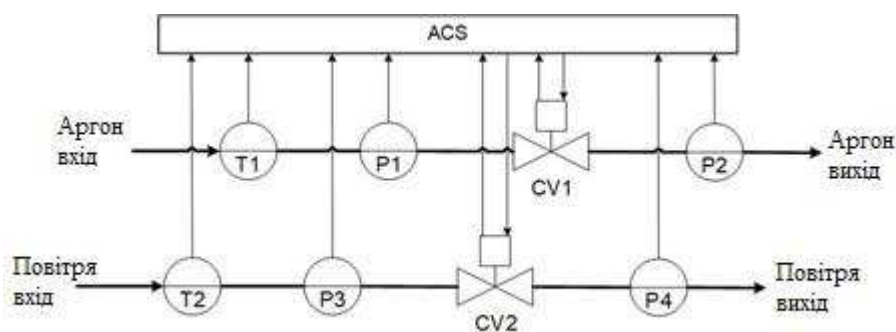 ACS
Аргон
вхід
T1
P1
CV1
P2
Аргон
вихід
Повітря
вхід
T2
P3
CV2
P4
Повітря
вихід